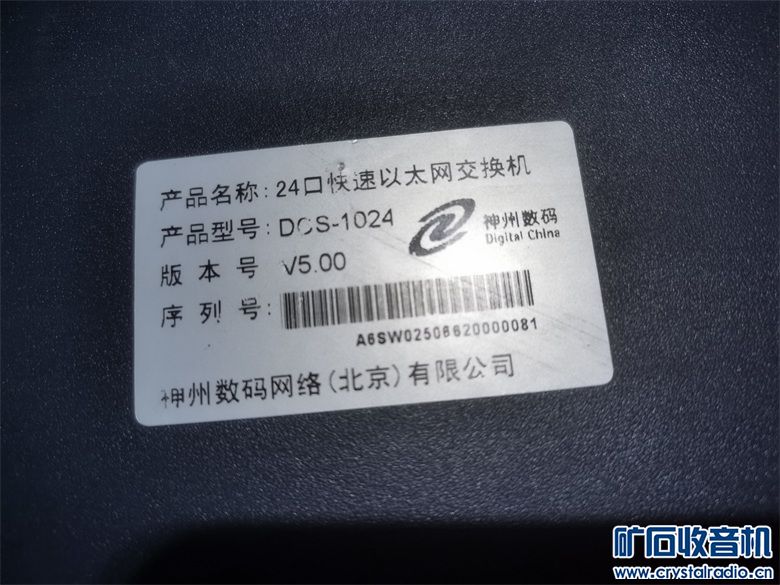 产品名称:24口快速以太网交换机
产品型号:DCS-1024
神州数码
Digital China
版本号 V5.00
序列号:
A6SW02506620000081
神州数码网络(北京)有限公司
矿石收音机
www.crystalradio.cn